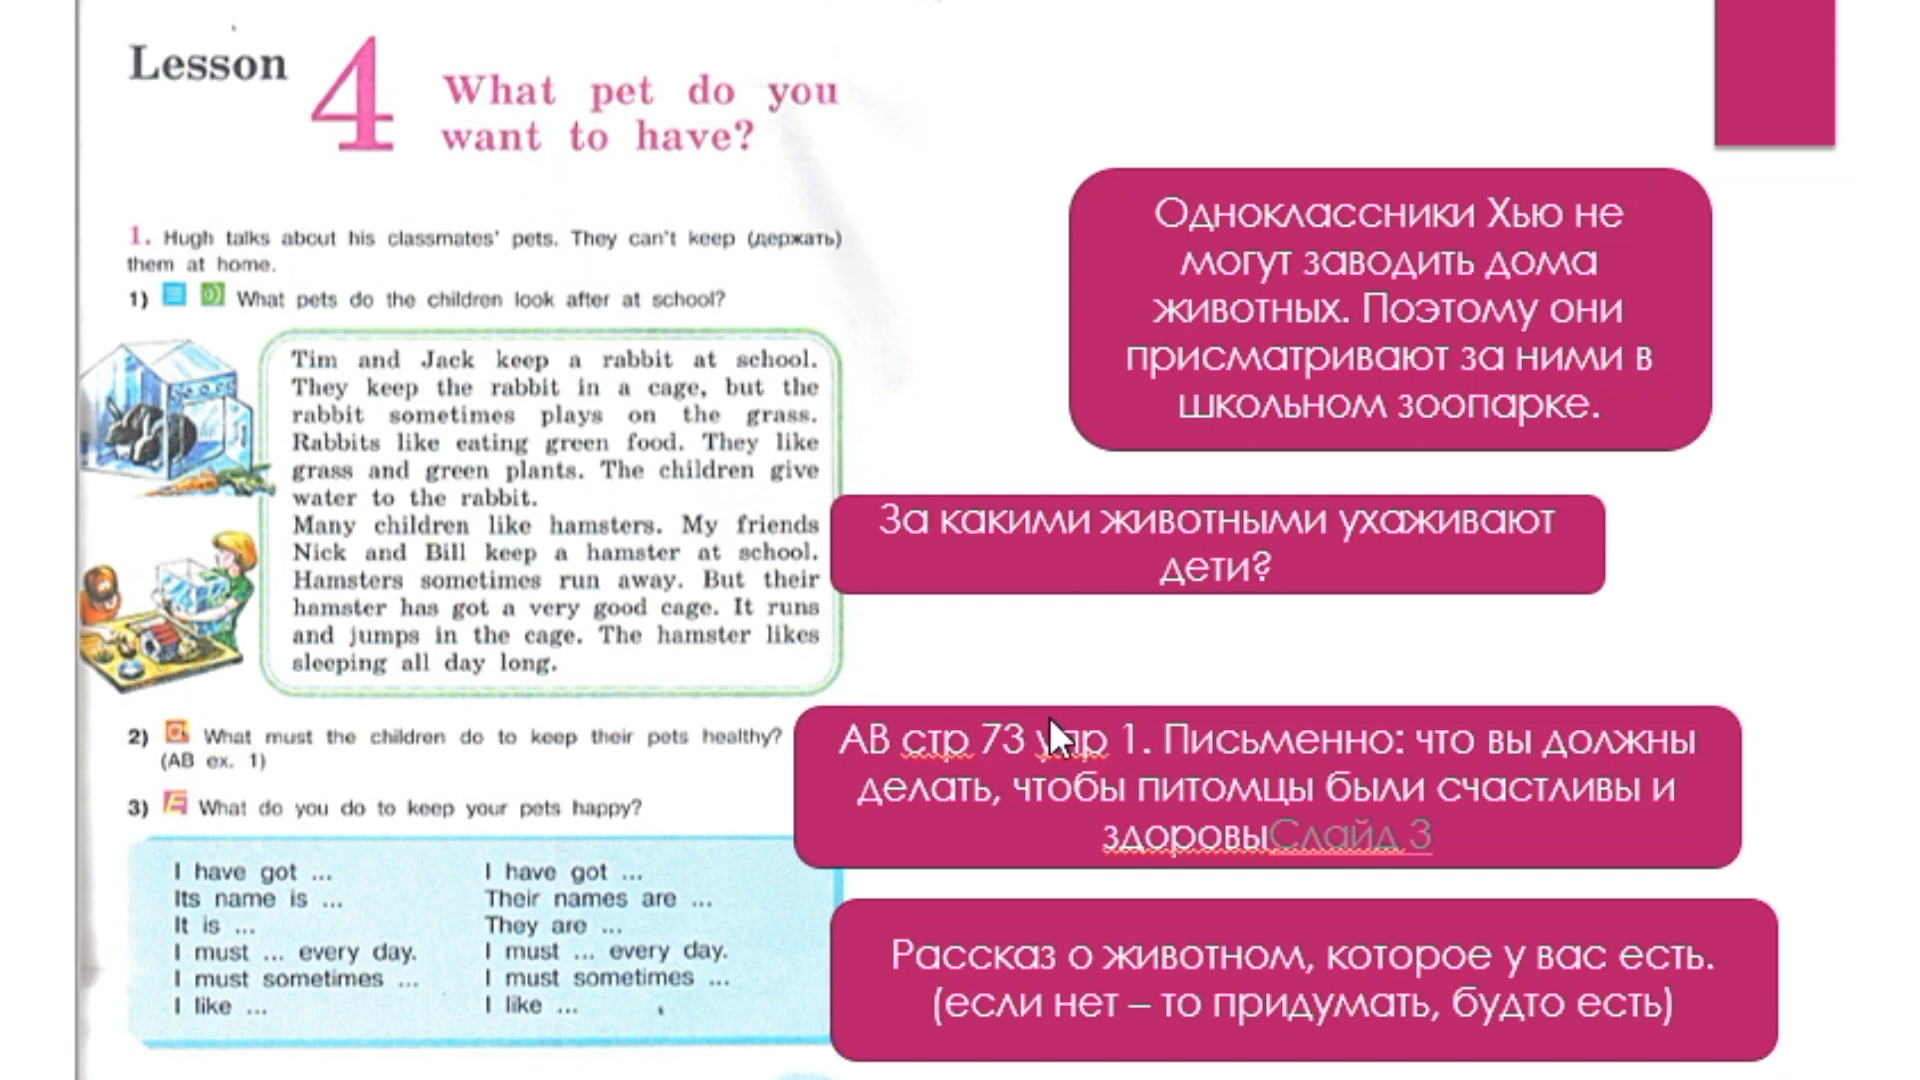 Lesson
4
What pet do you
want to have?
1. Hugh talks about his classmates' pets. They can't keep (держать)
them at home.
1) What pets do the children look after at school?
Tim and Jack keep a rabbit at school.
They keep the rabbit in a cage, but the
rabbit sometimes plays on the grass.
Rabbits like eating green food. They like
grass and green plants. The children give
water to the rabbit.
Many children like hamsters. My friends
Nick and Bill keep a hamster at school.
Hamsters sometimes run away. But their
hamster has got a very good cage. It runs
and jumps in the cage. The hamster likes
sleeping all day long.
2) What must the children do to keep their pets healthy?
(AB ex. 1)
3) What do you do to keep your pets happy?
I have got ...
Its name is ...
It is ...
I must ... every day.
I must sometimes ...
I like ...
I have got ...
Their names are ...
They are ...
I must ... every day.
I must sometimes ...
I like ...
Одноклассники Хью не
могут заводить дома
животных. Поэтому они
присматривают за ними в
школьном зоопарке.
За какими животными ухаживают
дети?
АВ стр 73 упр 1. Письменно: что вы должны
делать, чтобы питомцы были счастливы и
здоровыСлайд 3
Рассказ о животном, которое у вас есть.
(если нет – то придумать, будто есть)